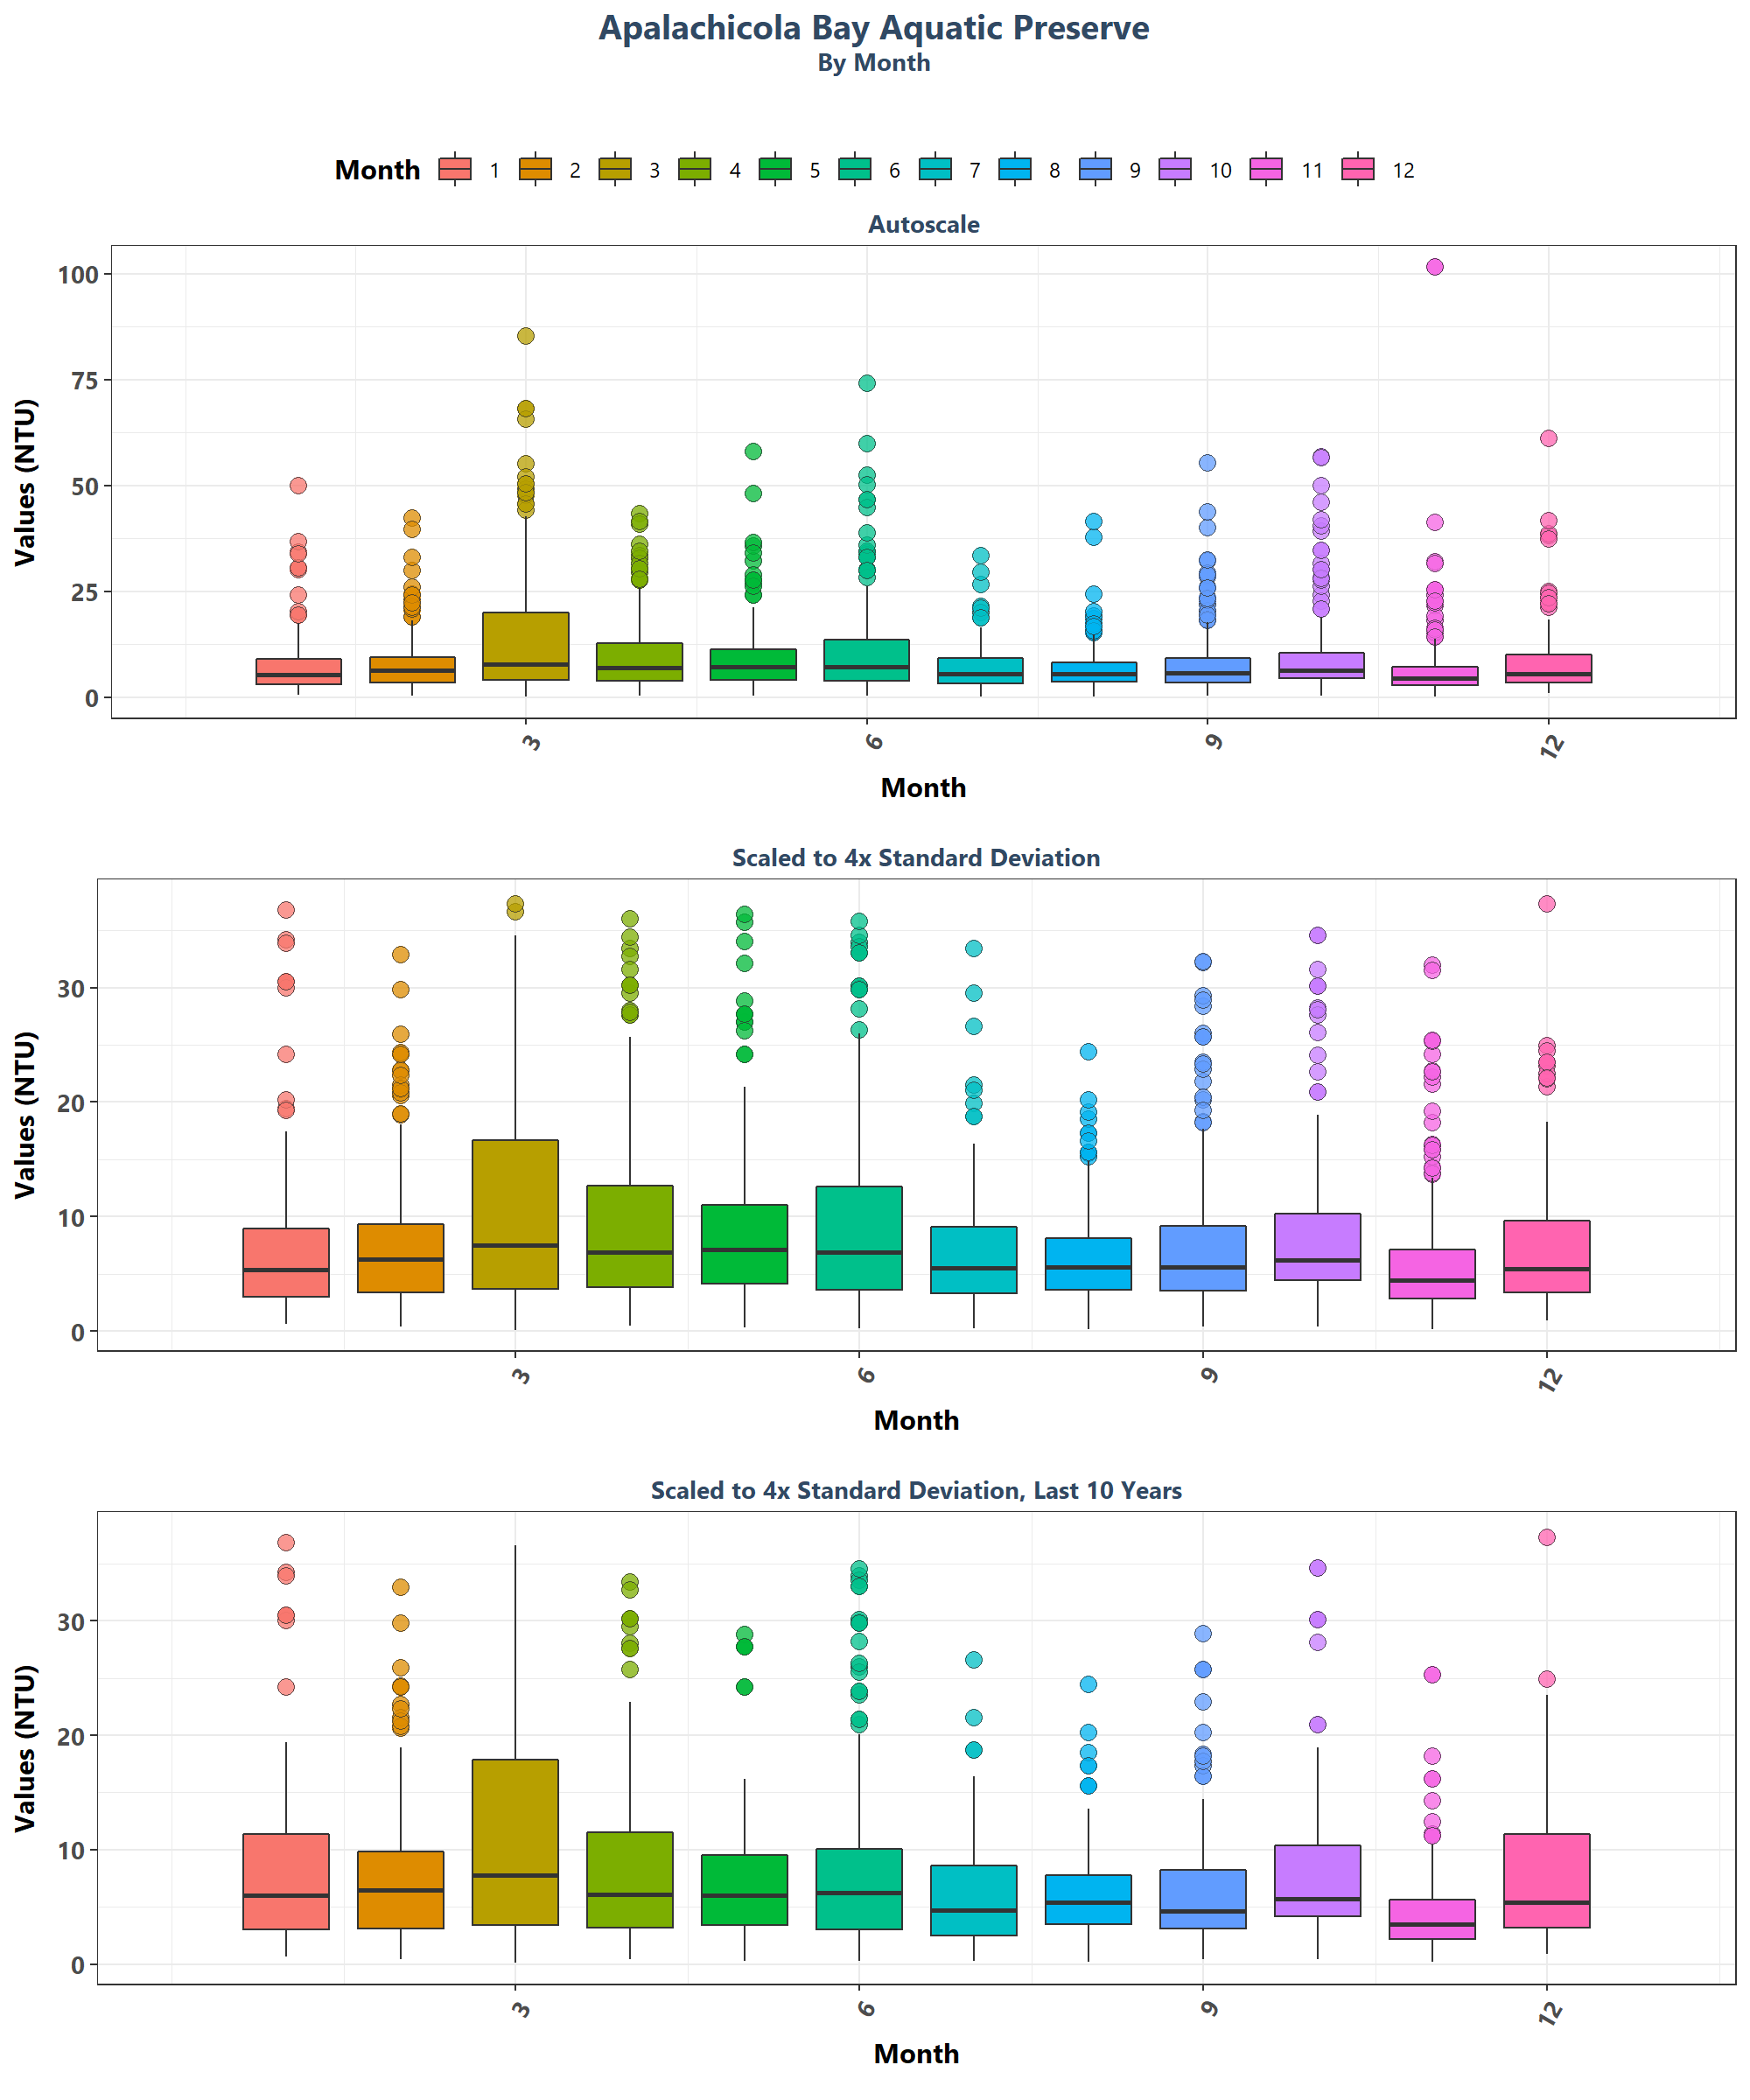 Apalachicola Bay Aquatic Preserve
By Month
Month 1 2 3 4 5 6 7 8 9 10 11 12
Autoscale
100
75
50
25
0
Values (NTU)
3 6 9 12
Month
Scaled to 4x Standard Deviation
30
20
10
0
Values (NTU)
3 6 9 12
Month
Scaled to 4x Standard Deviation, Last 10 Years
30
20
10
0
Values (NTU)
3 6 9 12
Month